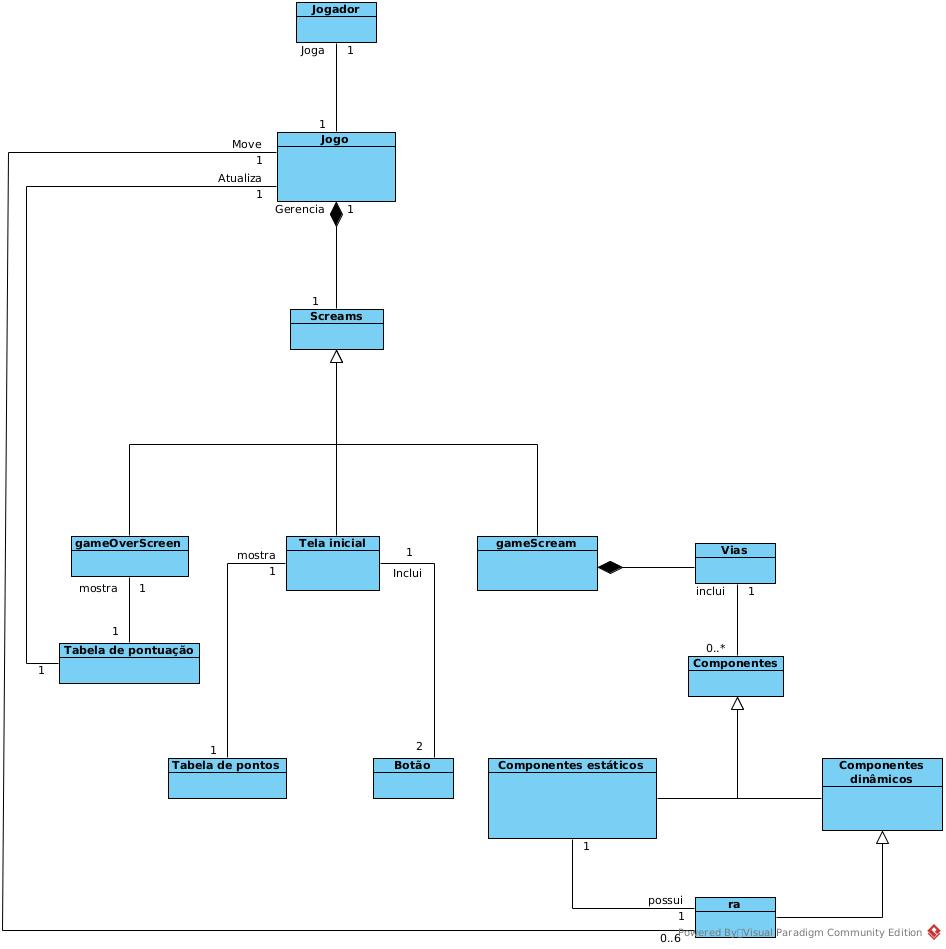 Jogador
Joga 1
1
Jogo
Move
1
Atualiza
1
Gerencia 1
1
Screams
gameOverScreen
mostra 1
1
Tabela de pontuação
1
Tela inicial
mostra
1
1
Inclui
gameScream
Vias
inclui 1
0..*
Componentes
1
Tabela de pontos
2
Botão
Componentes estáticos
1
Componentes
dinâmicos
possui
1
ra
0..6
Powered By Visual Paradigm Community Edition